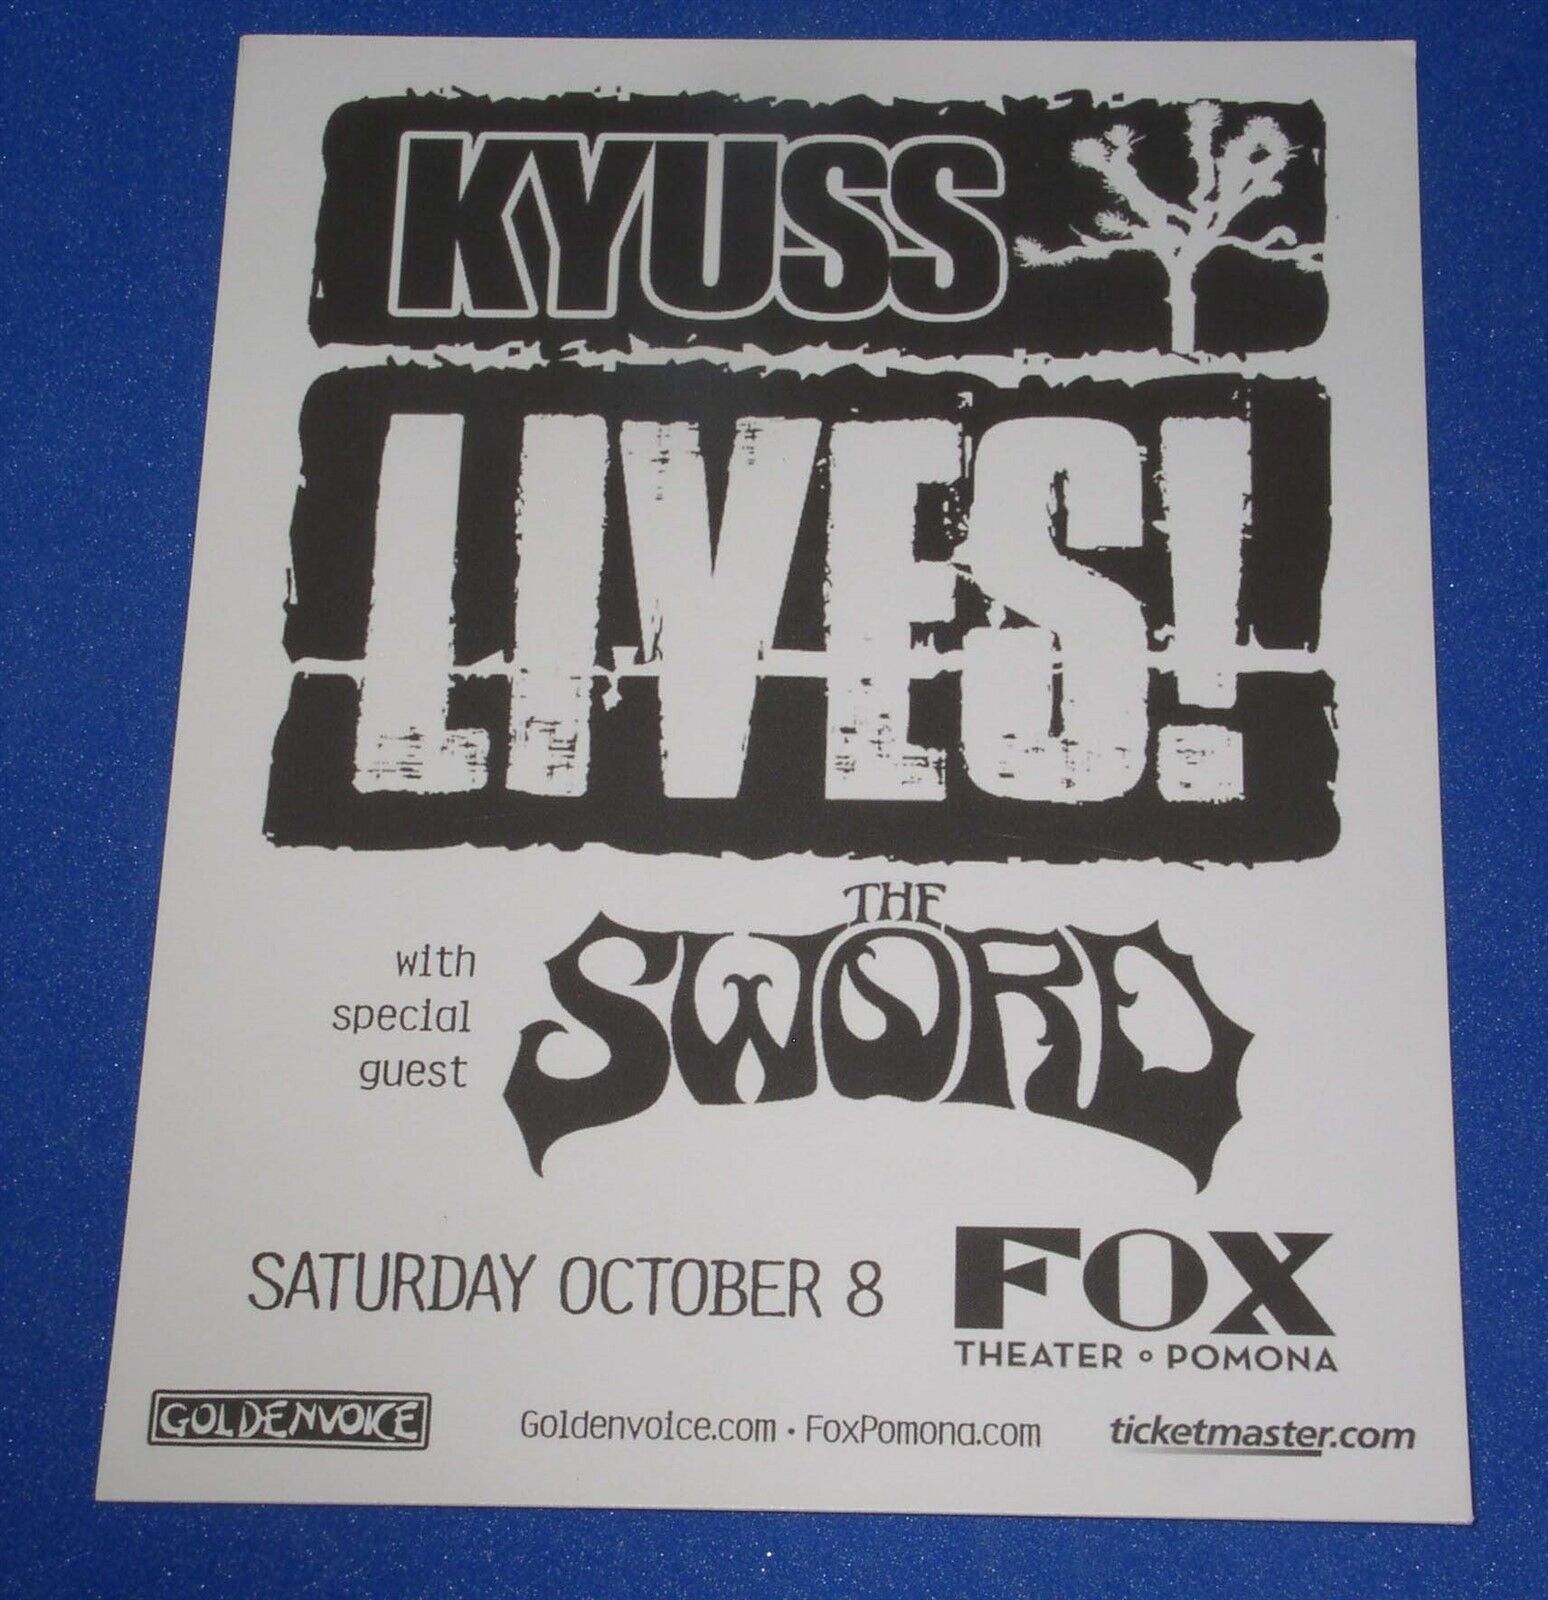 KYUSS
LIVES!
with
special
guest
THE
SWORD
SATURDAY OCTOBER 8
FOX
THEATER • POMONA
GOLDENVOICE
Goldenvoice.com • FoxPomona.com
ticketmaster.com